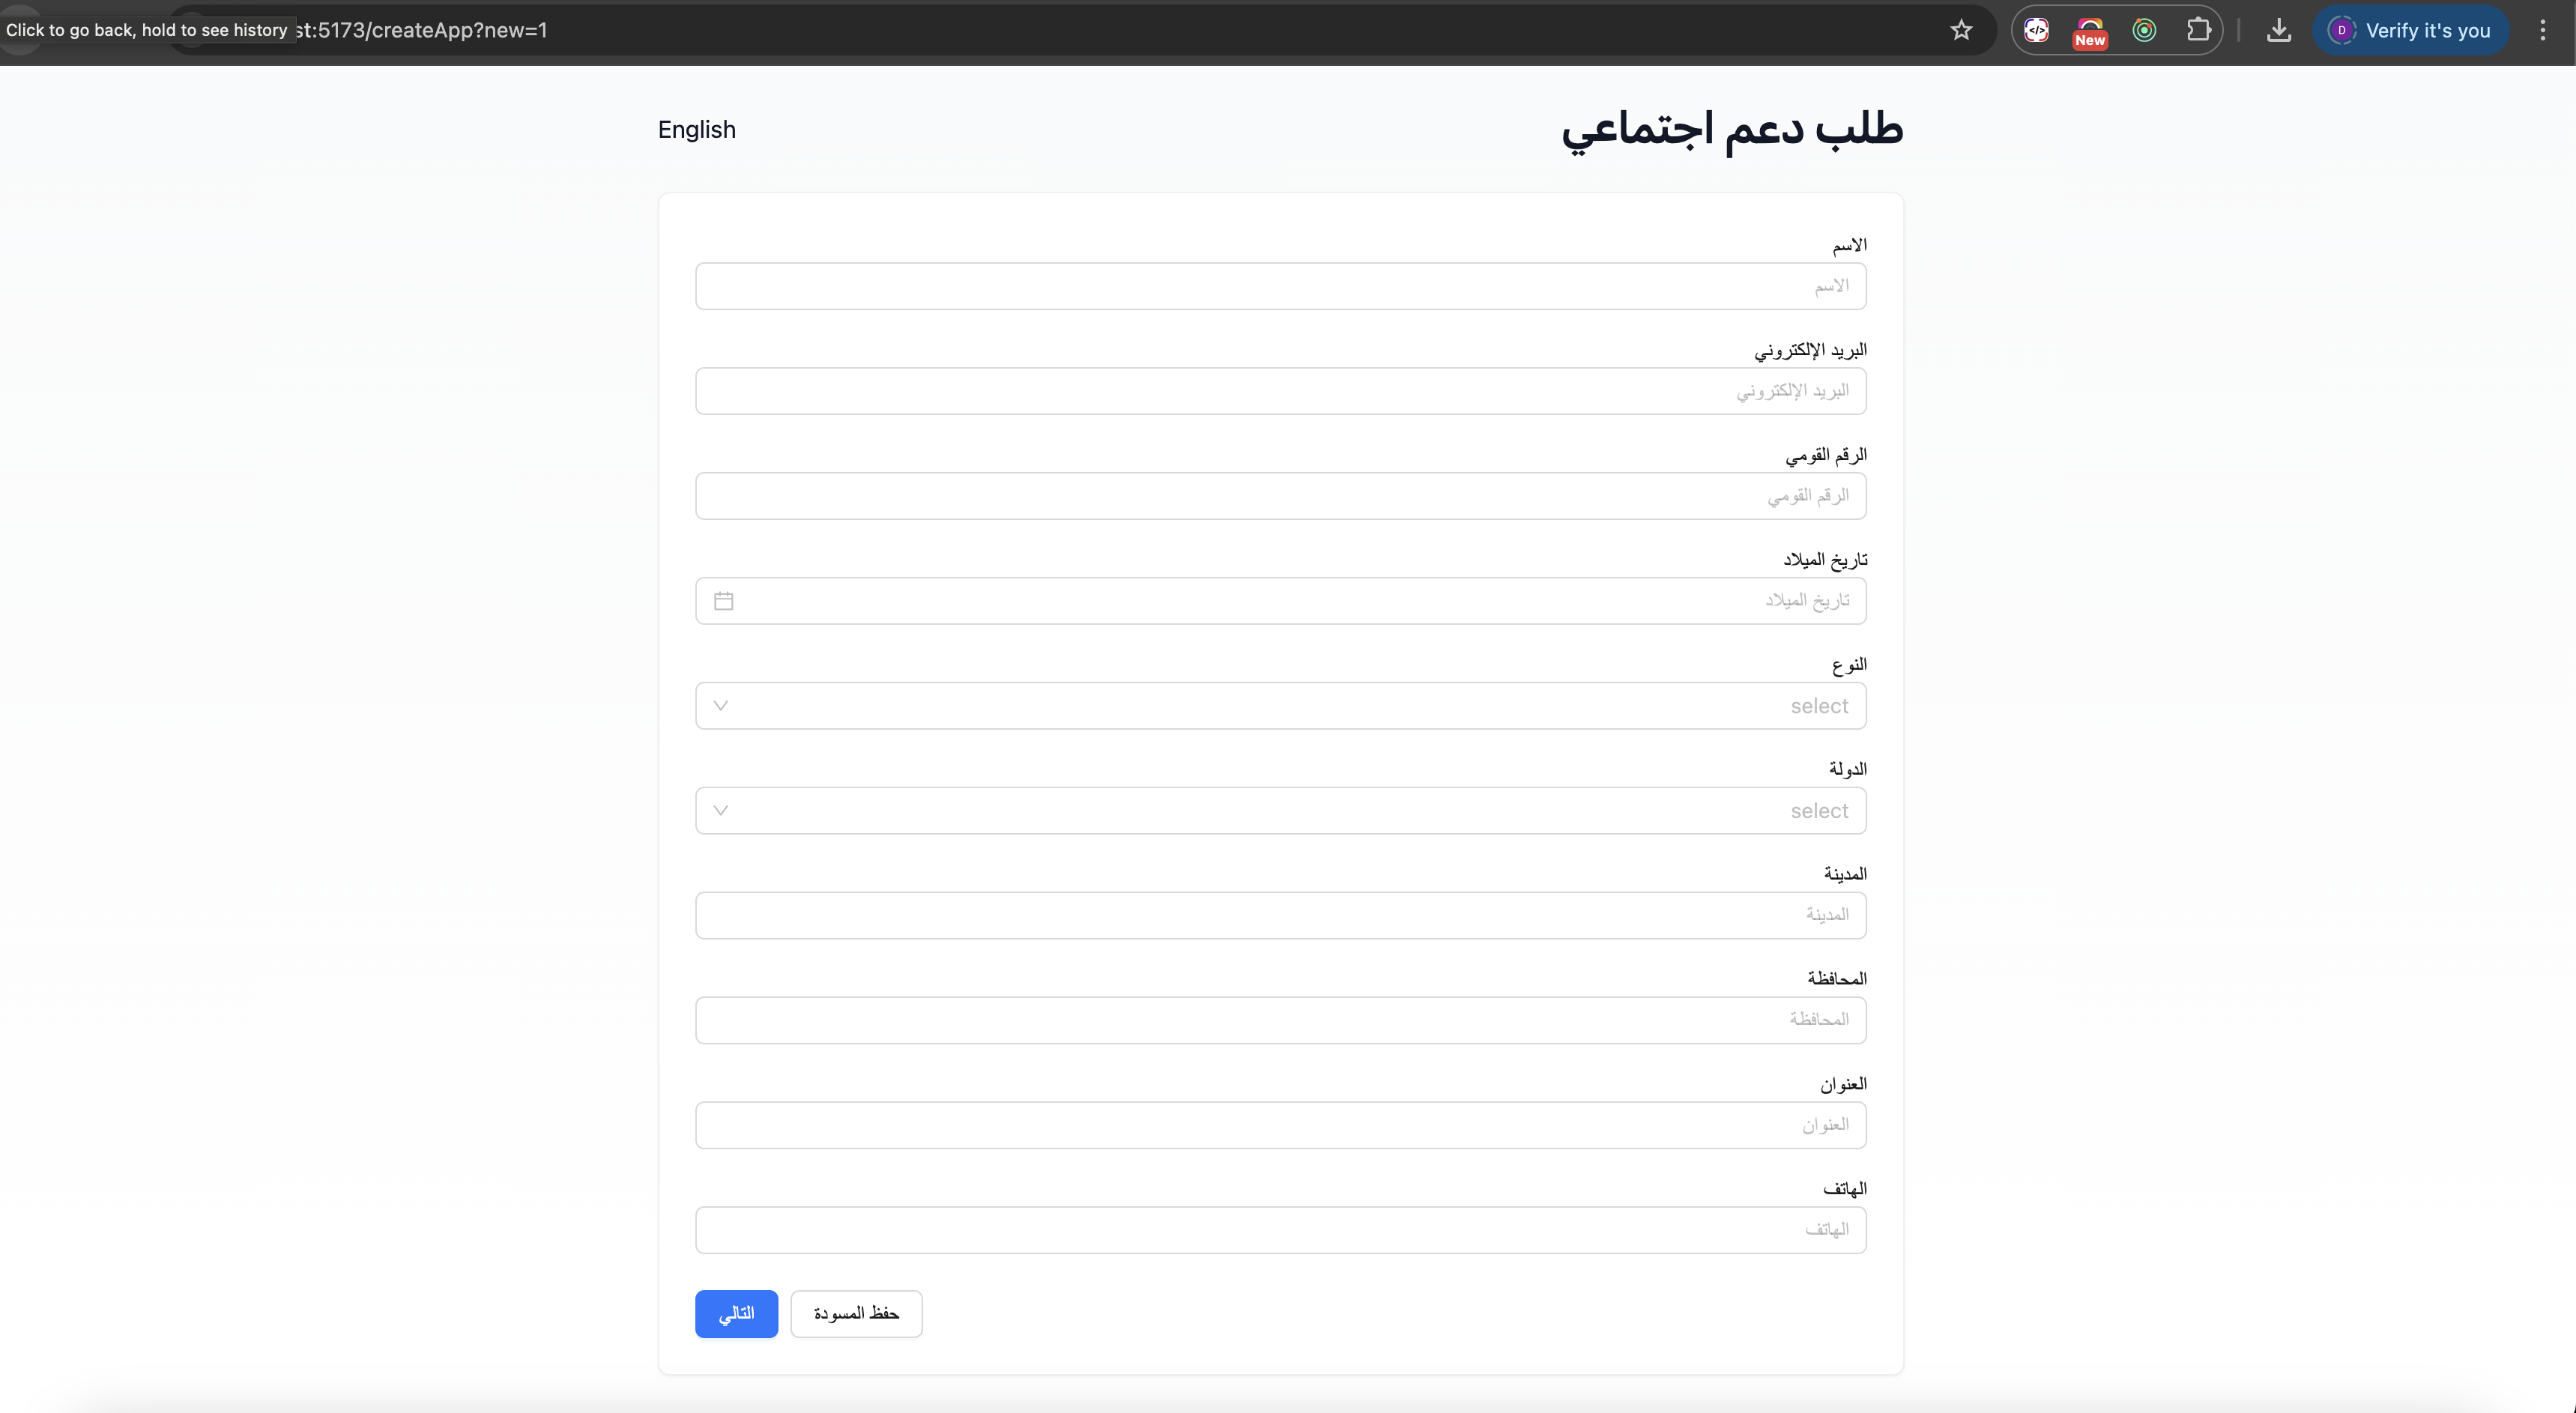 Click to go back, hold to see history st:5173/createApp?new=1
New
D Verify it's you
طلب دعم اجتماعي
English
الاسم
الاسم
البريد الإلكتروني
البريد الإلكتروني
الرقم القومي
الرقم القومي
تاريخ الميلاد
تاريخ الميلاد
النوع
select
الدولة
select
المدينة
المدينة
المحافظة
المحافظة
العنوان
العنوان
الهاتف
الهاتف
حفظ المسودة
التالي